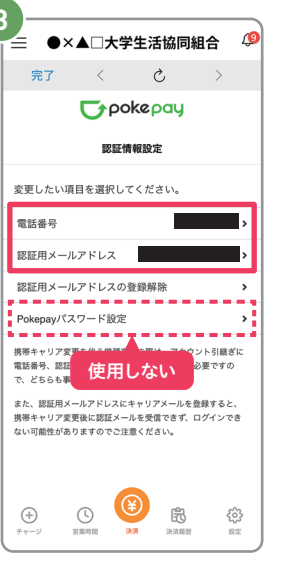 3
●×▲□大学生活協同組合
9
完了
pokepay
認証情報設定
変更したい項目を選択してください。
電話番号
認証用メールアドレス
認証用メールアドレスの登録解除
Pokepayパスワード設定
携帯キャリア変更を伴う機種変更の際は、アカウント引継ぎに
電話番号、認証 必要ですの
で、どちらも事
使用しない
また、認証用メールアドレスにキャリアメールを登録すると、
携帯キャリア変更後に認証メールを受信できず、ログインでき
ない可能性がありますのでご注意ください。
チャージ
営業時間
決済
決済履歴
設定